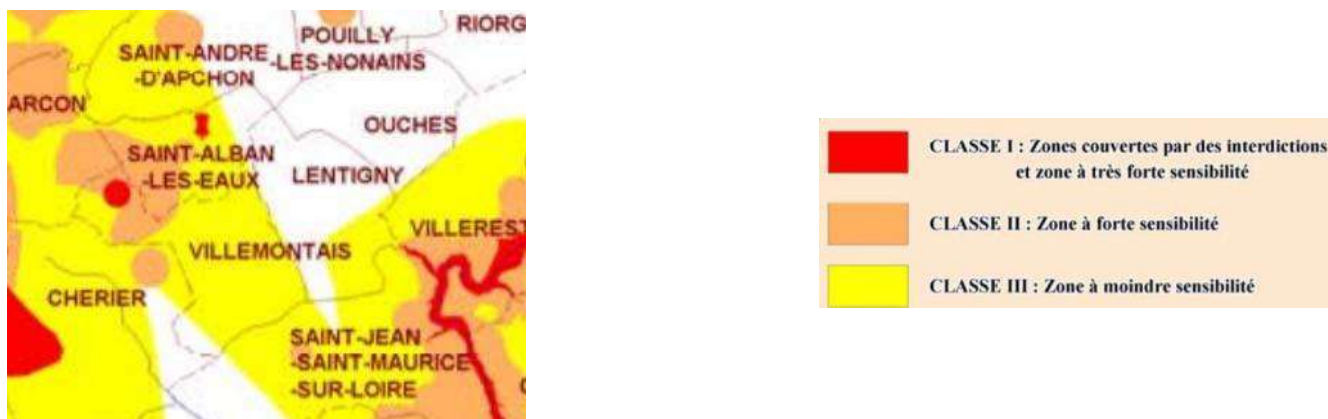 RIORG
POUILLY
-LES-NONAINS
SAINT-ANDRE
-D'APCHON
ARCON
OUCHES
SAINT-ALBAN
-LES-EAUX
LENTIGNY
VILLEREST
VILLEMONTAIS
CHERIER
SAINT-JEAN
-SAINT-MAURICE
-SUR-LOIRE
CLASSE I : Zones couvertes par des interdictions
et zone à très forte sensibilité
CLASSE II : Zone à forte sensibilité
CLASSE III : Zone à moindre sensibilité